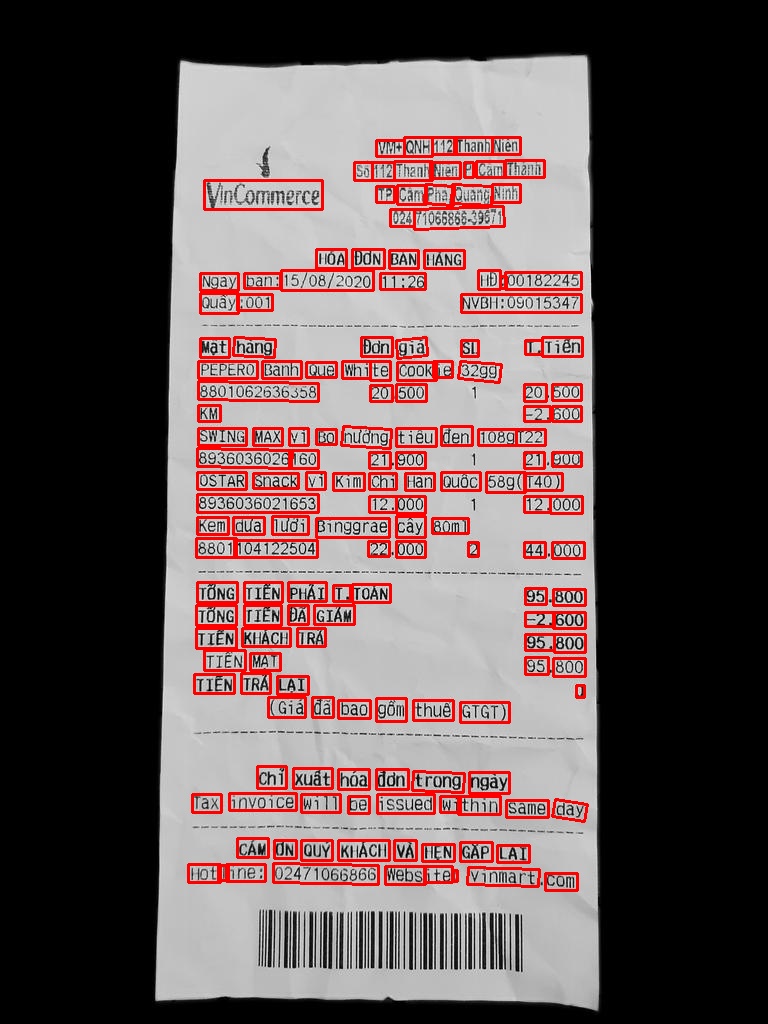 VM+ QNH 112 Thanh Niên
Số 112 Thanh Niên P Cẩm Thành
TP Cẩm Phả Quảng Ninh
VinCommerce
024 71066866-39671
HÓA ĐƠN BÁN HÀNG
Ngày bán: 15/08/2020 11:26 HĐ:00182245
Quầy:001 NVBH:09015347
Mặt hàng Đơn giá SL T.Tiền
PEPERO Bánh Que White Cookie 32gg
8801062636358 20.500 1 20.500
KM -2.600
SWING MAX vị Bò nướng tiêu đen 108gT22
8936036026160 21.900 1 21.900
OSTAR Snack vị Kim Chi Hàn Quốc 58g(T40)
8936036021653 12.000 1 12.000
Kem dưa lưới Binggrae cây 80ml
8801104122504 22.000 2 44.000
TỔNG TIỀN PHẢI T.TOÁN 95.800
TỔNG TIỀN ĐÃ GIẢM -2.600
TIỀN KHÁCH TRẢ 95.800
TIỀN MẶT 95.800
TIỀN TRẢ LẠI 0
(Giá đã bao gồm thuế GTGT)
Chỉ xuất hóa đơn trong ngày
Tax invoice will be issued within same day
CẢM ƠN QUÝ KHÁCH VÀ HẸN GẶP LẠI
Hotline: 02471066866 Website: vinmart.com